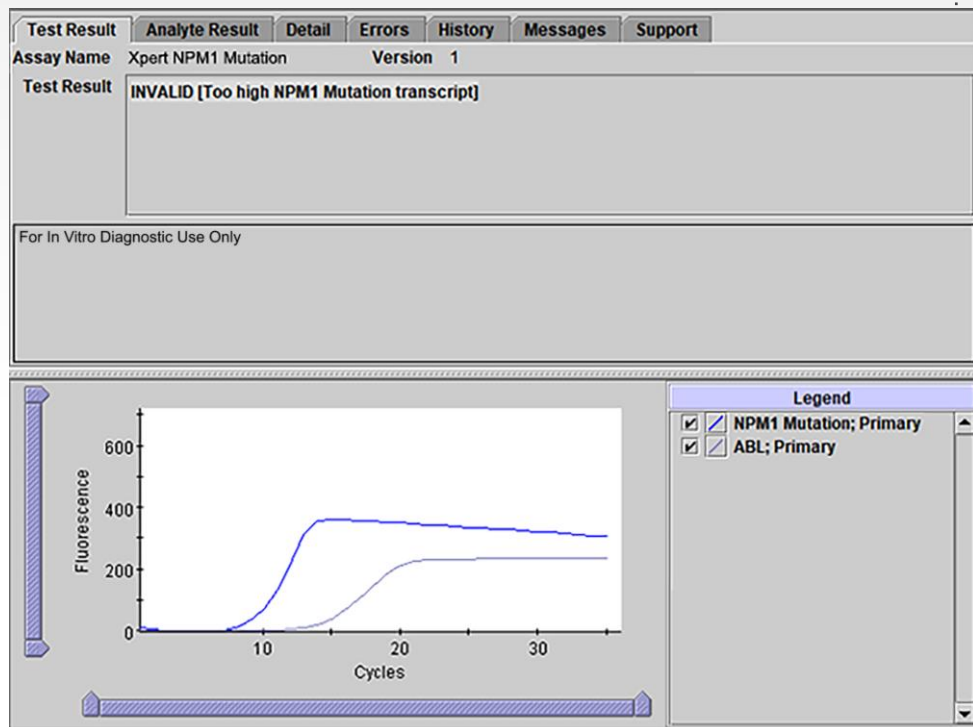 Test Result Analyte Result Detail Errors History Messages Support
Assay Name Xpert NPM1 Mutation Version 1
Test Result INVALID [Too high NPM1 Mutation transcript]
For In Vitro Diagnostic Use Only
Legend
NPM1 Mutation; Primary
ABL; Primary
Fluorescence
600
400
200
0
10 20 30
Cycles